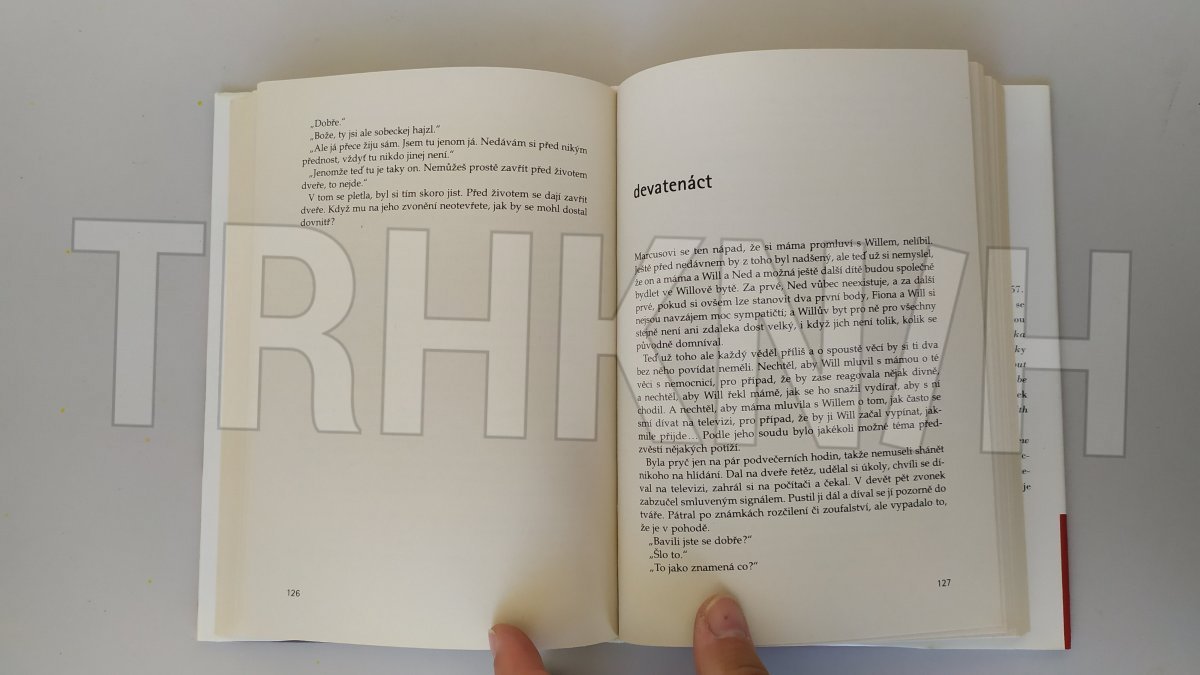 „Dobře."
„Bože, ty jsi ale sobeckej hajzl."
„Ale já přece žiju sám. Jsem tu jenom já. Nedávám si před nikým
přednost, vždyť tu nikdo jinej není."
„Jenomže teď tu je taky on. Nemůžeš prostě zavřít před životem
dveře, to nejde."
V tom se pletla, byl si tím skoro jist. Před životem se dají zavřít
dveře. Když mu na jeho zvonění neotevřete, jak by se mohl dostal
dovnitř?
126
devatenáct
Marcusovi se ten nápad, že si máma promluví s Willem, nelíbil.
Ještě před nedávnem by z toho byl nadšený, ale teď už si nemyslel,
že on a máma a Will a Ned a možná ještě další dítě budou společně
bydlet ve Willově bytě. Za prvé, Ned vůbec neexistuje, a za další
prvé, pokud si ovšem lze stanovit dva první body, Fiona a Will si
nejsou navzájem moc sympatičti; a Willův byt pro ně pro všechny
stejně není ani zdaleka dost velký, i když jich není tolik, kolik se
původně domníval.
Teď už toho ale každý věděl příliš a o spoustě věcí by si ti dva
bez něho povídat neměli. Nechtěl, aby Will mluvil s mámou o té
věci s nemocnicí, pro případ, že by zase reagovala nějak divně,
a nechtěl, aby Will řekl mámě, jak se ho snažil vydírat, aby s ní
chodil. A nechtěl, aby máma mluvila s Willem o tom, jak často se
smí dívat na televizi, pro případ, že by ji Will začal vypínat, jak-
mile přijde… Podle jeho soudu bylo jakékoli možné téma před-
zvěstí nějakých potíží.
Byla pryč jen na pár podvečerních hodin, takže nemuseli shánět
nikoho na hlídání. Dal na dveře řetěz, udělal si úkoly, chvíli se dí-
val na televizi, zahrál si na počítači a čekal. V devět pět zvonek
zabzučel smluveným signálem. Pustil ji dál a díval se jí pozorně do
tváře. Pátral po známkách rozčílení či zoufalství, ale vypadalo to,
že je v pohodě.
„Bavili jste se dobře?"
„Šlo to."
„To jako znamená co?"
127
57.
se
ou
ka
ky
out
be
ek
th
ew
c-
e-
je
TRHKNIH